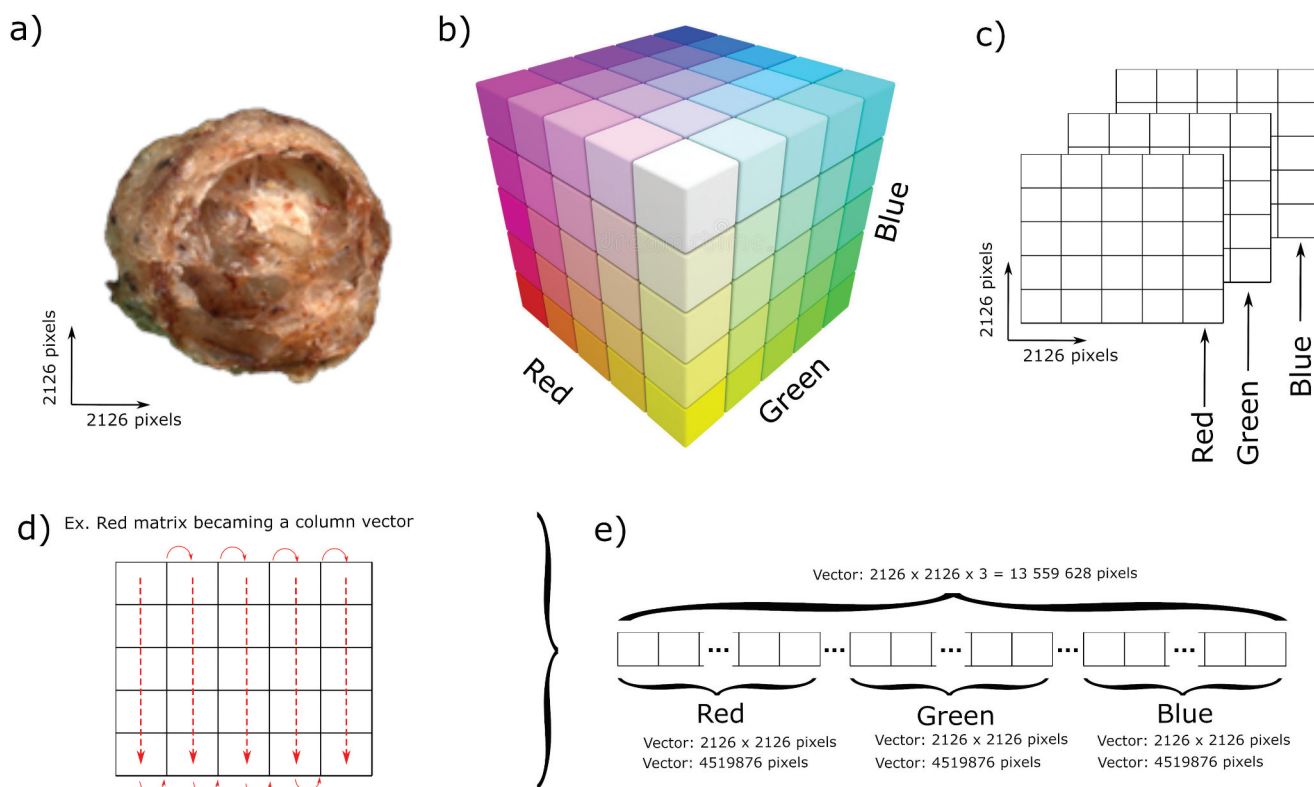 a)
2126 pixels
2126 pixels
b)
Red
Green
Blue
c)
2126 pixels
2126 pixels
Red
Green
Blue
d)
Ex. Red matrix becaming a column vector
e)
Vector: 2126 x 2126 x 3 = 13 559 628 pixels
... ... ... ... ...
Red
Green
Blue
Vector: 2126 x 2126 pixels
Vector: 2126 x 2126 pixels
Vector: 2126 x 2126 pixels
Vector: 4519876 pixels
Vector: 4519876 pixels
Vector: 4519876 pixels